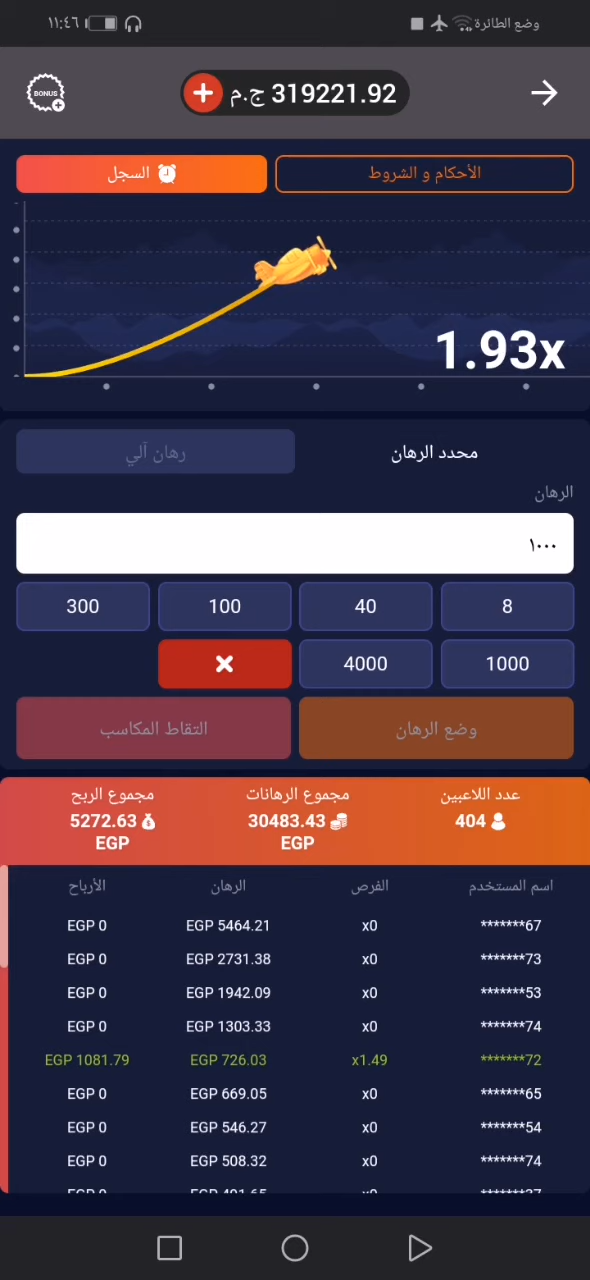 ١١:٤٦
وضع الطائرة
BONUS
319221.92 ج.م
الأحكام و الشروط
السجل
1.93x
محدد الرهان
رهان آلي
الرهان
١٠٠٠
8
40
100
300
1000
4000
وضع الرهان
التقاط المكاسب
عدد اللاعبين
404
مجموع الرهانات
30483.43
EGP
مجموع الربح
5272.63
EGP
اسم المستخدم الفرص الرهان الأرباح
*******67 x0 EGP 5464.21 EGP 0
*******73 x0 EGP 2731.38 EGP 0
*******53 x0 EGP 1942.09 EGP 0
*******74 x0 EGP 1303.33 EGP 0
*******72 x1.49 EGP 726.03 EGP 1081.79
*******65 x0 EGP 669.05 EGP 0
*******54 x0 EGP 546.27 EGP 0
*******74 x0 EGP 508.32 EGP 0